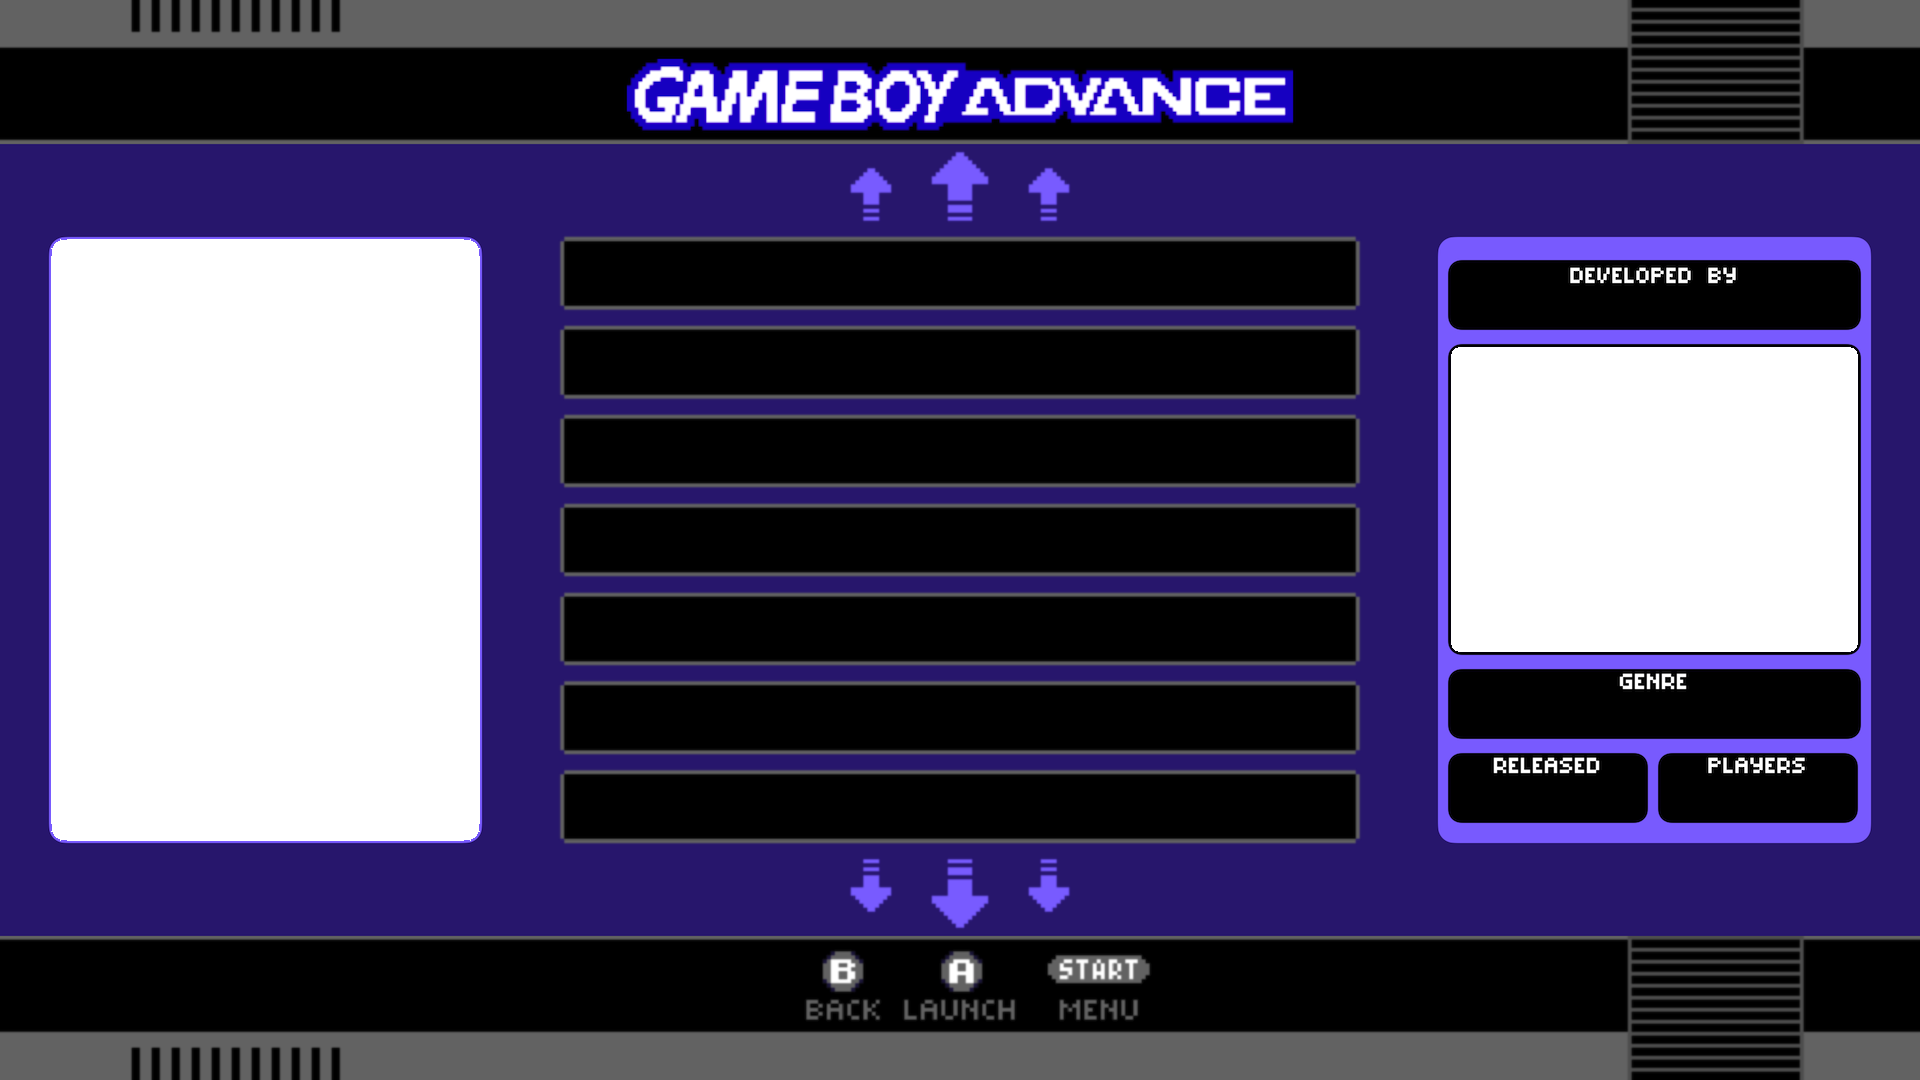 GAME BOY ADVANCE
DEVELOPED BY
GENRE
RELEASED PLAYERS
B A START
BACK LAUNCH MENU